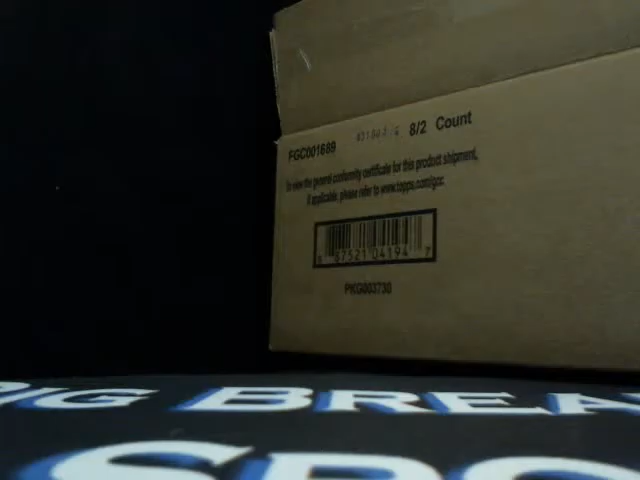 FGC001689 8/2 Count
To view the general conformity certificate for this product shipment,
if applicable, please refer to www.topps.com/gcc.
87521 04194 7
PKG003730
BIG BREA